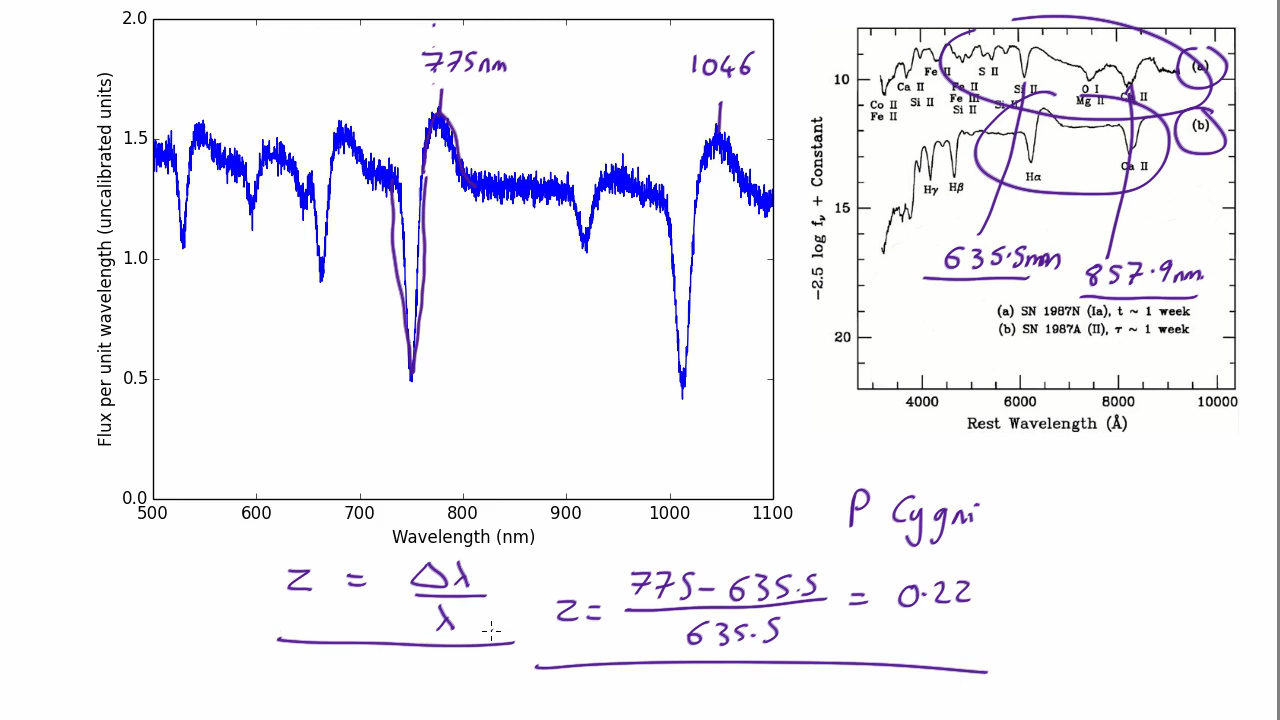 2.0
1.5
1.0
0.5
0.0
500 600 700 800 900 1000 1100
Flux per unit wavelength (uncalibrated units)
Wavelength (nm)
775nm
1046
10
15
20
-2.5 log fν + Constant
(a)
Fe II
S II
Ca II
Si II
Fe II
Si II
O I
Co II
Si II
Fe III
Si II
Mg II
Fe II
Si II
(b)
Ca II
Hγ Hβ Hα
635.5nm
857.9nm
(a) SN 1987N (Ia), t ~ 1 week
(b) SN 1987A (II), τ ~ 1 week
4000 6000 8000 10000
Rest Wavelength (Å)
P Cygni
z = Δλ / λ
z = 775 - 635.5 / 635.5 = 0.22